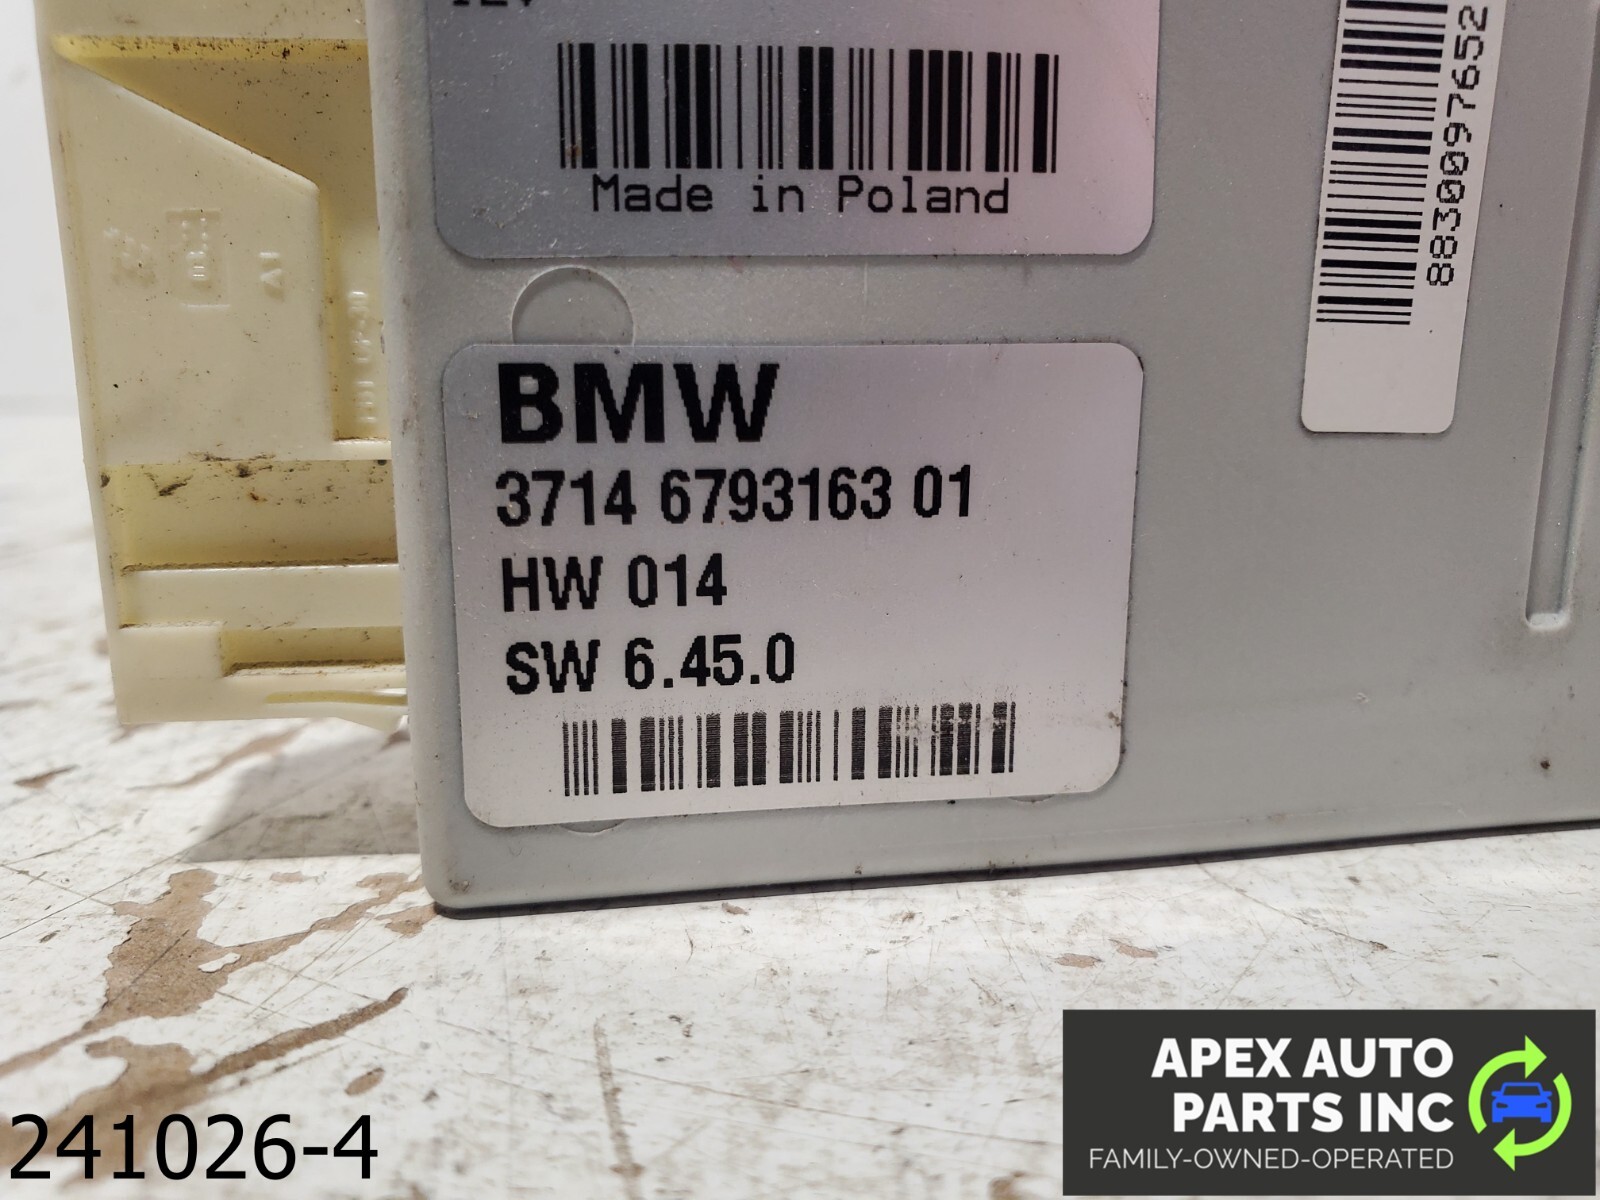 Made in Poland
8830097652
BMW
3714 6793163 01
HW 014
SW 6.45.0
A1
241026-4
APEX AUTO
PARTS INC
FAMILY-OWNED-OPERATED